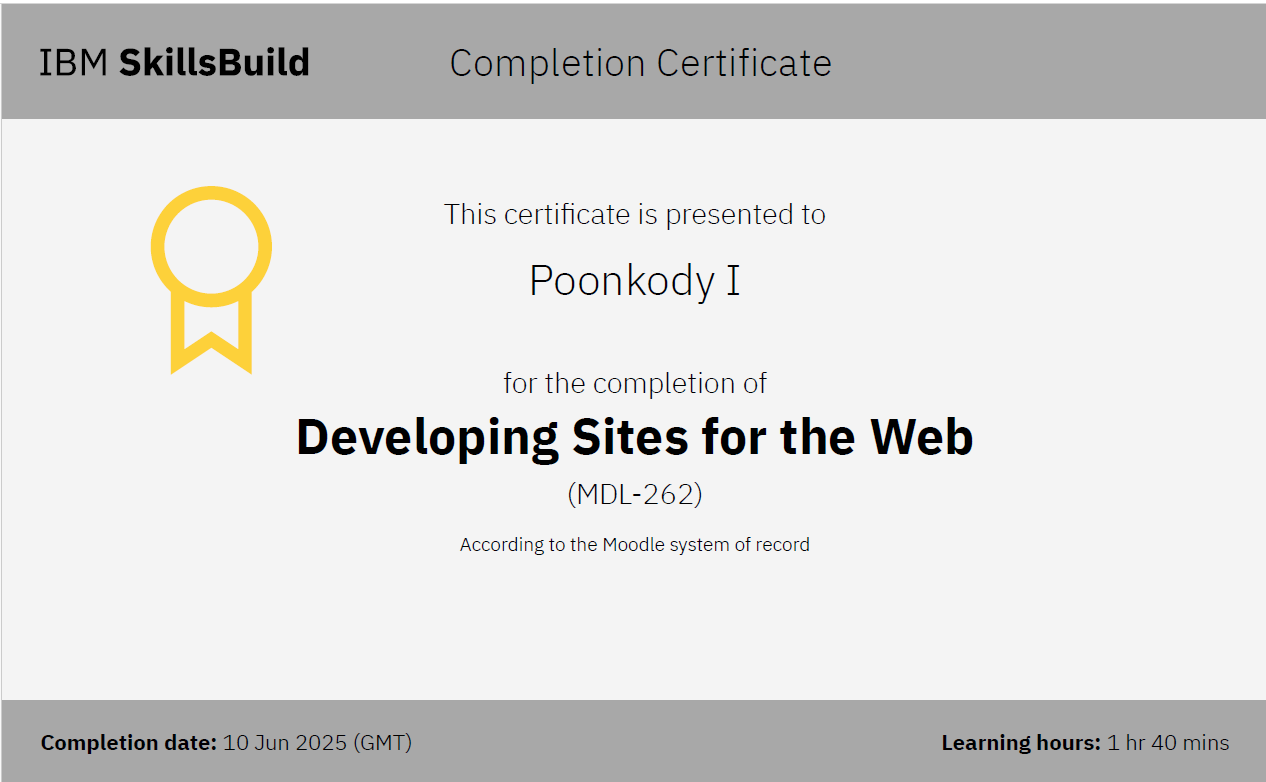 IBM SkillsBuild
Completion Certificate
This certificate is presented to
Poonkody I
for the completion of
Developing Sites for the Web
(MDL-262)
According to the Moodle system of record
Completion date: 10 Jun 2025 (GMT)
Learning hours: 1 hr 40 mins